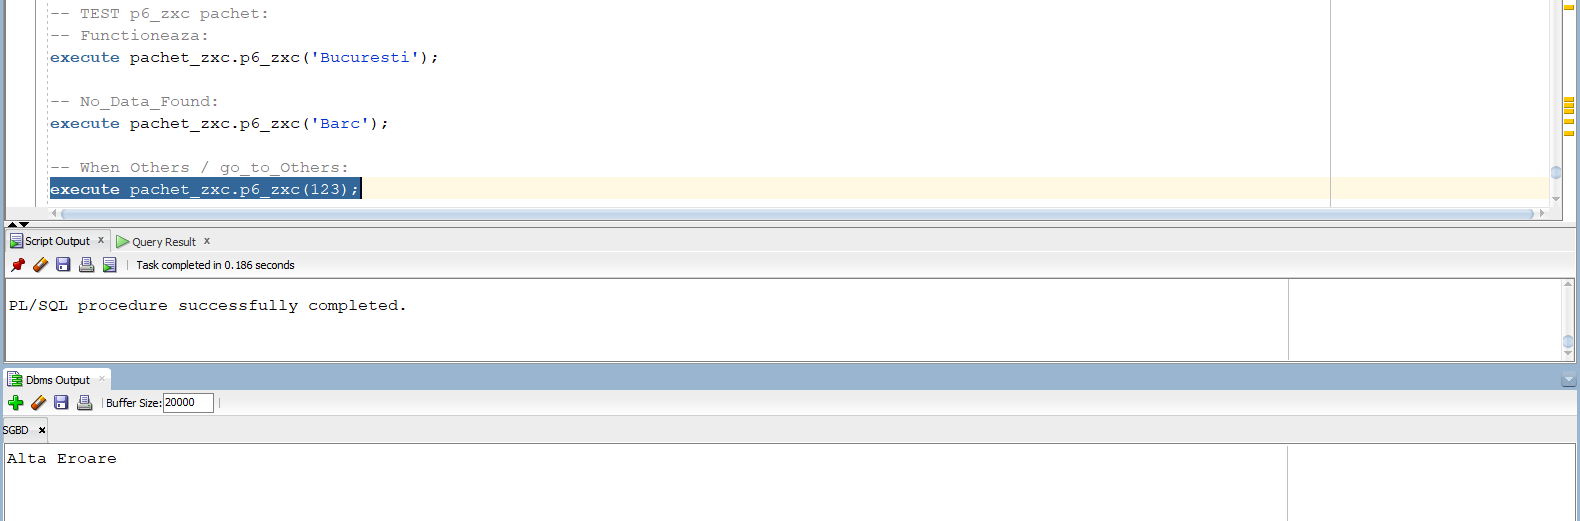 -- TEST p6_zxc pachet:
-- Functioneaza:
execute pachet_zxc.p6_zxc('Bucuresti');
-- No_Data_Found:
execute pachet_zxc.p6_zxc('Barc');
-- When Others / go_to_Others:
execute pachet_zxc.p6_zxc(123);
Script Output x Query Result x
Task completed in 0.186 seconds
PL/SQL procedure successfully completed.
Dbms Output x
Buffer Size: 20000
SGBD x
Alta Eroare